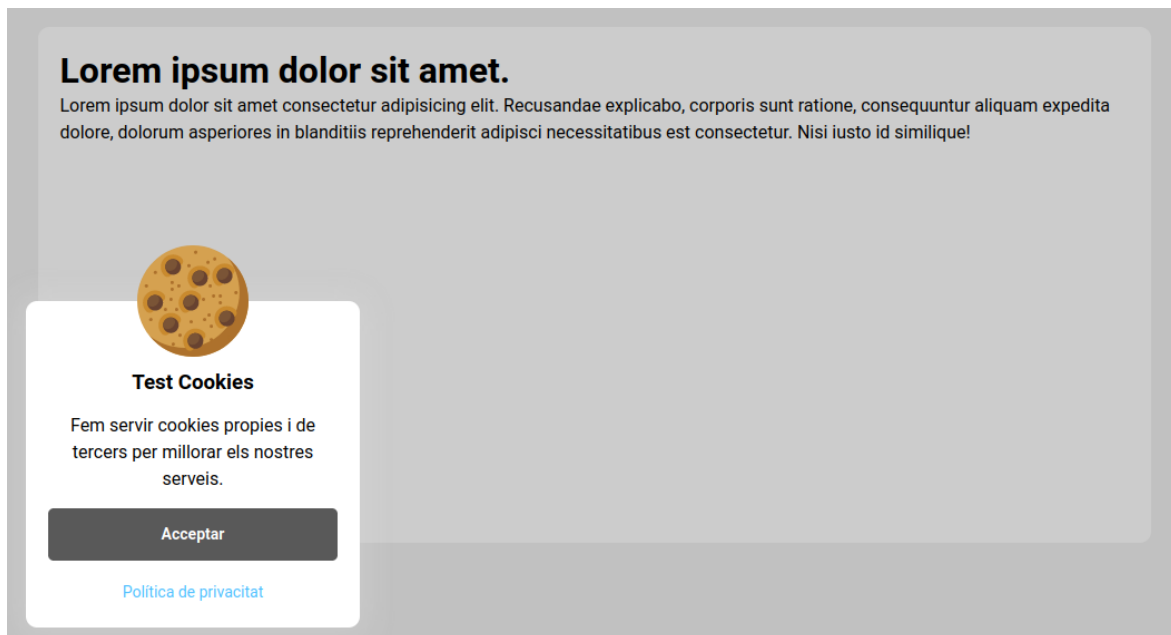 Lorem ipsum dolor sit amet.
Lorem ipsum dolor sit amet consectetur adipisicing elit. Recusandae explicabo, corporis sunt ratione, consequuntur aliquam expedita
dolore, dolorum asperiores in blanditiis reprehenderit adipisci necessitatibus est consectetur. Nisi iusto id similique!
Test Cookies
Fem servir cookies propies i de
tercers per millorar els nostres
serveis.
Acceptar
Política de privacitat